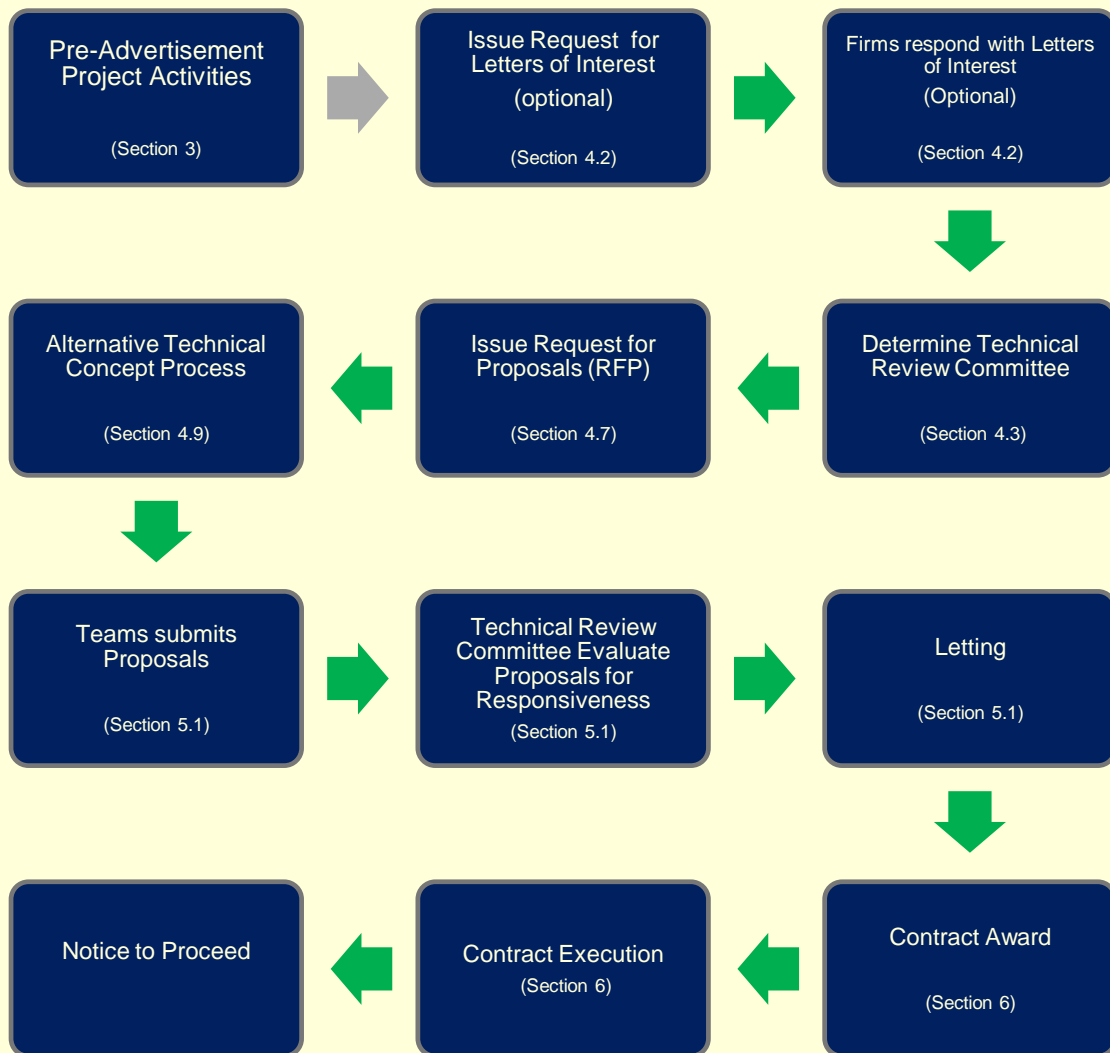 Pre-Advertisement
Project Activities
(Section 3)
Issue Request for
Letters of Interest
(optional)
(Section 4.2)
Firms respond with Letters
of Interest
(Optional)
(Section 4.2)
Determine Technical
Review Committee
(Section 4.3)
Issue Request for
Proposals (RFP)
(Section 4.7)
Alternative Technical
Concept Process
(Section 4.9)
Teams submits
Proposals
(Section 5.1)
Technical Review
Committee Evaluate
Proposals for
Responsiveness
(Section 5.1)
Letting
(Section 5.1)
Contract Award
(Section 6)
Contract Execution
(Section 6)
Notice to Proceed